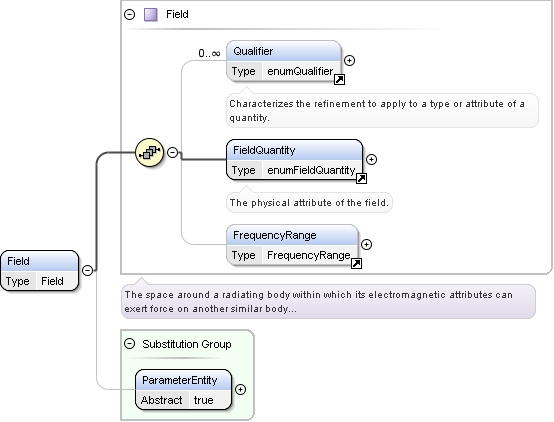 Field
0..∞
Qualifier
Type enumQualifier
Characterizes the refinement to apply to a type or attribute of a
quantity.
FieldQuantity
Type enumFieldQuantity
The physical attribute of the field.
FrequencyRange
Type FrequencyRange
Field
Type Field
The space around a radiating body within which its electromagnetic attributes can
exert force on another similar body...
Substitution Group
ParameterEntity
Abstract true